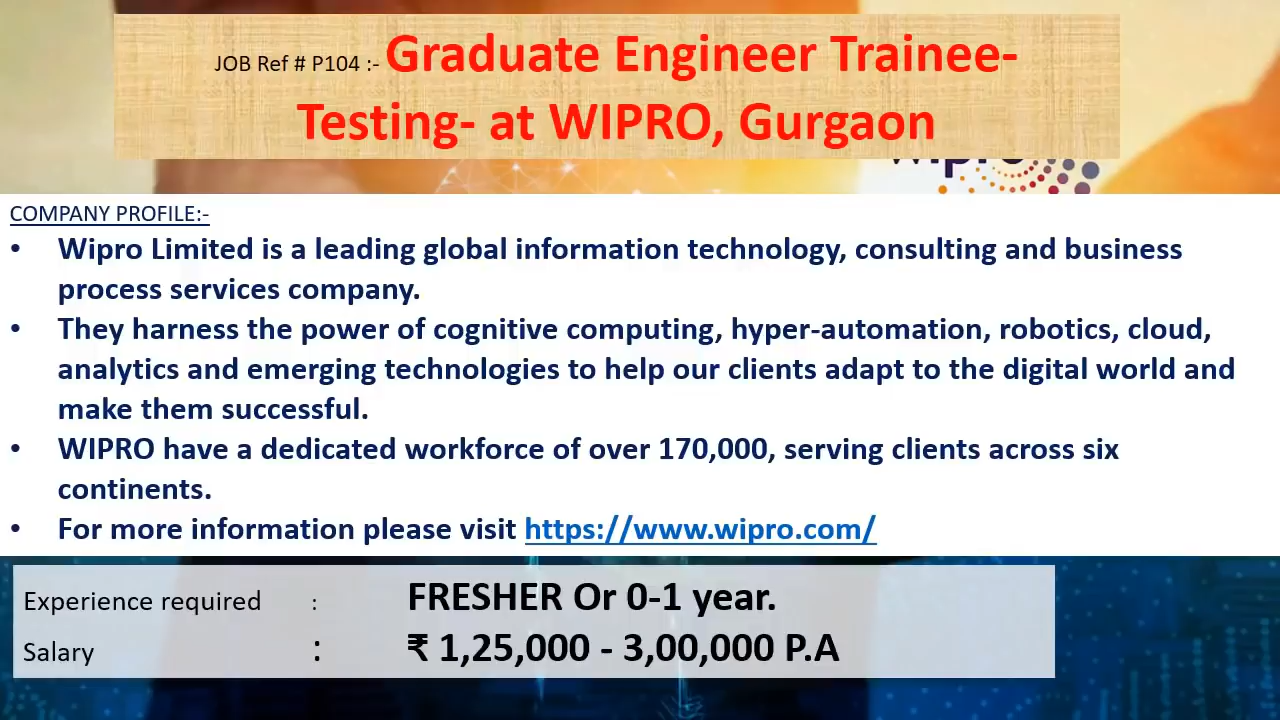 JOB Ref # P104 :- Graduate Engineer Trainee-
Testing- at WIPRO, Gurgaon
wipro
COMPANY PROFILE:-
• Wipro Limited is a leading global information technology, consulting and business
process services company.
• They harness the power of cognitive computing, hyper-automation, robotics, cloud,
analytics and emerging technologies to help our clients adapt to the digital world and
make them successful.
• WIPRO have a dedicated workforce of over 170,000, serving clients across six
continents.
• For more information please visit https://www.wipro.com/
Experience required : FRESHER Or 0-1 year.
Salary : ₹ 1,25,000 - 3,00,000 P.A